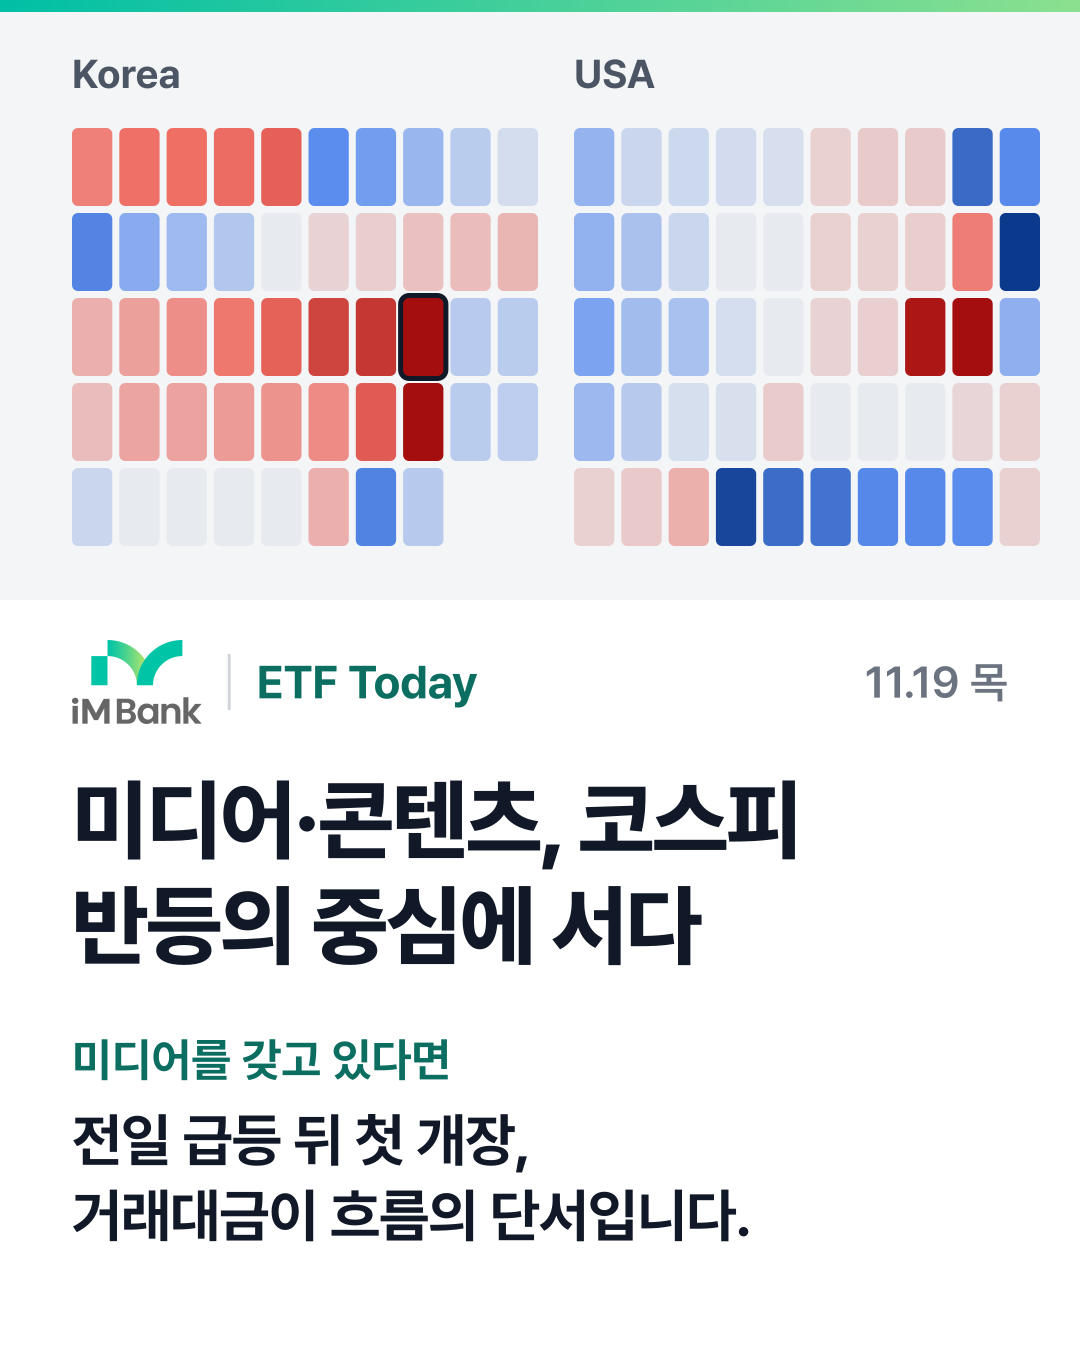 Korea
USA
iM Bank
ETF Today
11.19 목
미디어·콘텐츠, 코스피
반등의 중심에 서다
미디어를 갖고 있다면
전일 급등 뒤 첫 개장,
거래대금이 흐름의 단서입니다.